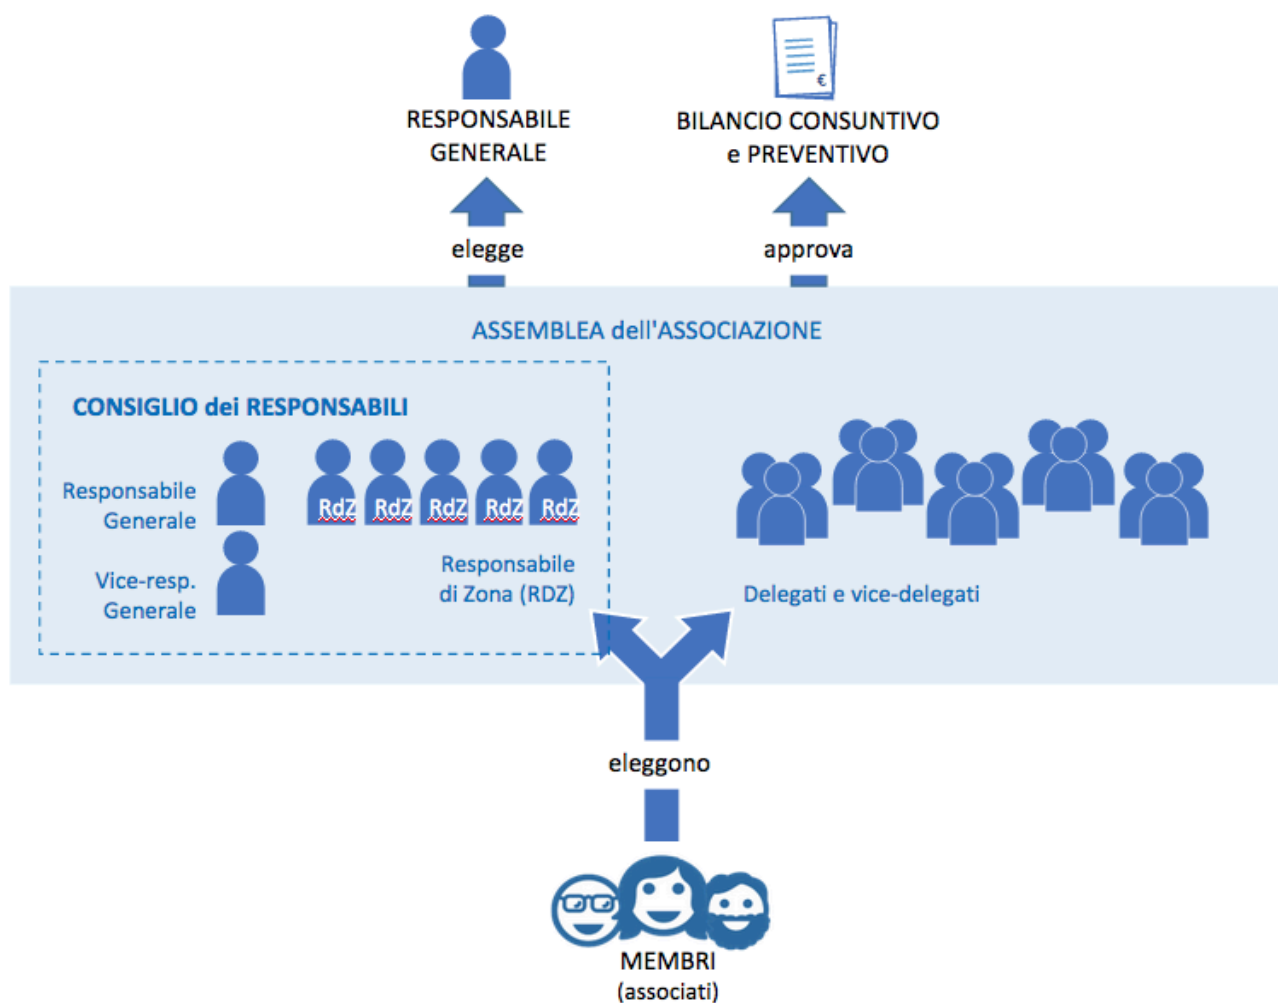 RESPONSABILE
GENERALE
BILANCIO CONSUNTIVO
e PREVENTIVO
€
elegge
approva
ASSEMBLEA dell'ASSOCIAZIONE
CONSIGLIO dei RESPONSABILI
Responsabile
Generale
RdZ RdZ RdZ RdZ RdZ
Vice-resp.
Generale
Responsabile
di Zona (RDZ)
Delegati e vice-delegati
eleggono
MEMBRI
(associati)